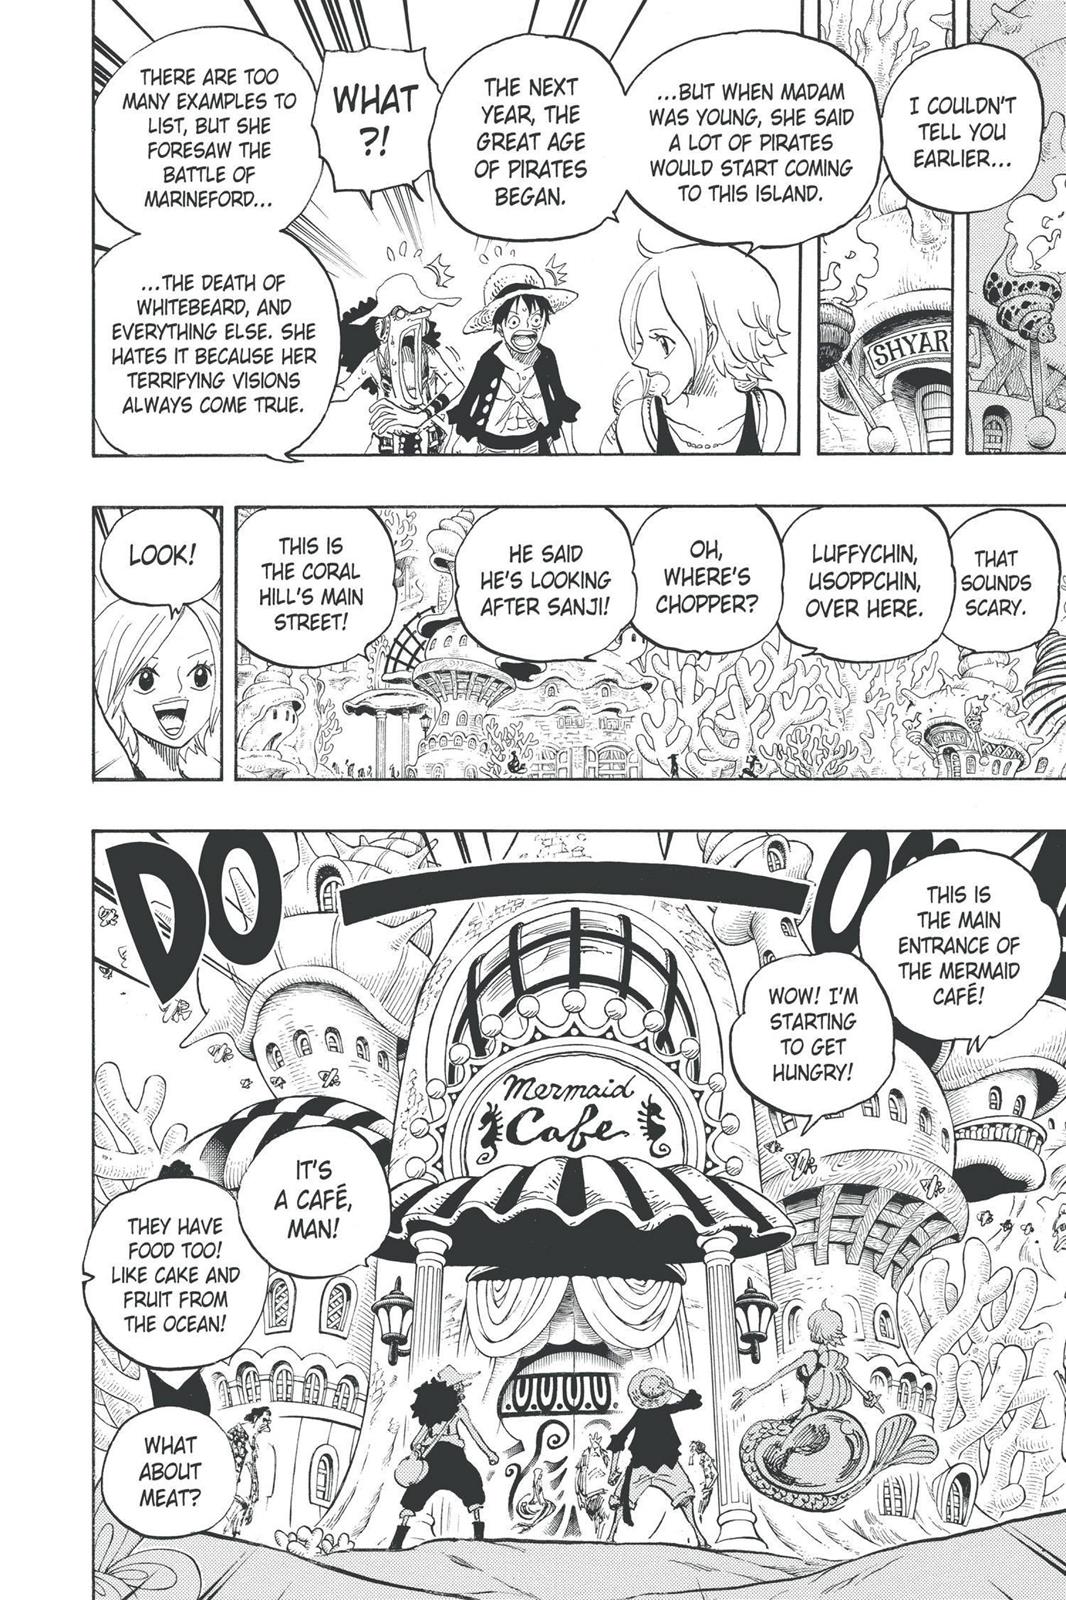 I COULDN'T
TELL YOU
EARLIER...
...BUT WHEN MADAM
WAS YOUNG, SHE SAID
A LOT OF PIRATES
WOULD START COMING
TO THIS ISLAND.
THE NEXT
YEAR, THE
GREAT AGE
OF PIRATES
BEGAN.
WHAT
?!
THERE ARE TOO
MANY EXAMPLES TO
LIST, BUT SHE
FORESAW THE
BATTLE OF
MARINEFORD...
...THE DEATH OF
WHITEBEARD, AND
EVERYTHING ELSE. SHE
HATES IT BECAUSE HER
TERRIFYING VISIONS
ALWAYS COME TRUE.
SHYAR
THAT
SOUNDS
SCARY.
LUFFYCHIN,
USOPPCHIN,
OVER HERE.
OH,
WHERE'S
CHOPPER?
HE SAID
HE'S LOOKING
AFTER SANJI!
THIS IS
THE CORAL
HILL'S MAIN
STREET!
LOOK!
DO
THIS IS
THE MAIN
ENTRANCE OF
THE MERMAID
CAFÉ!
WOW! I'M
STARTING
TO GET
HUNGRY!
Mermaid
Cafe
IT'S
A CAFÉ,
MAN!
THEY HAVE
FOOD TOO!
LIKE CAKE AND
FRUIT FROM
THE OCEAN!
WHAT
ABOUT
MEAT?